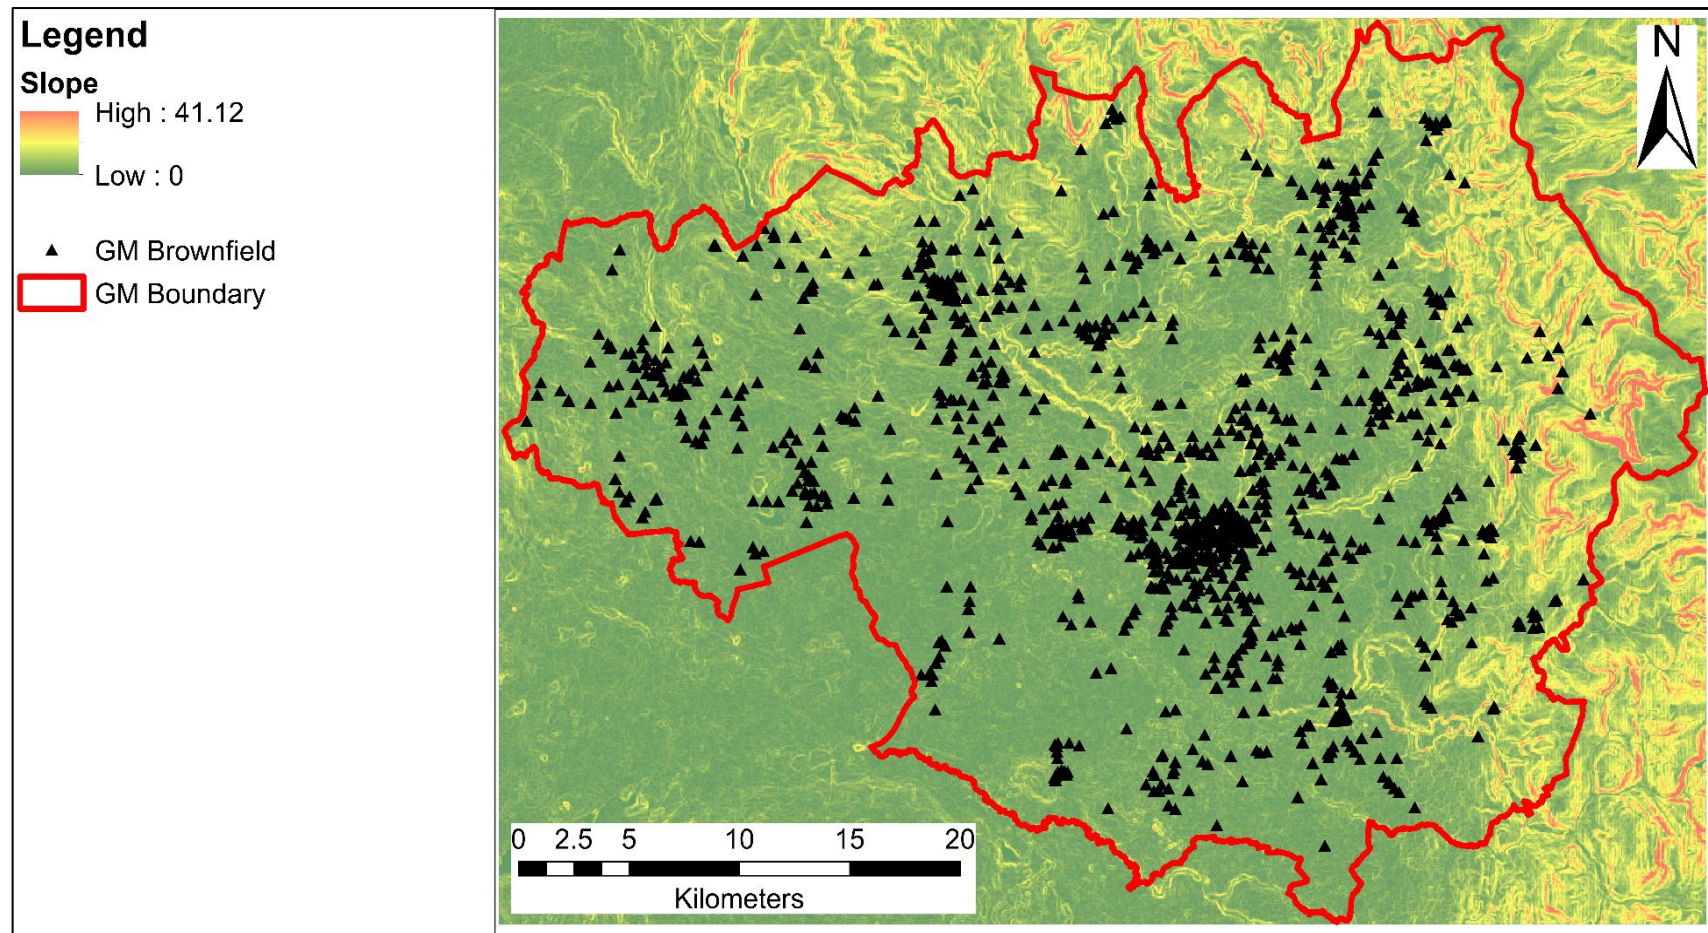 Legend
Slope
High : 41.12
Low : 0
GM Brownfield
GM Boundary
N
0 2.5 5 10 15 20
Kilometers